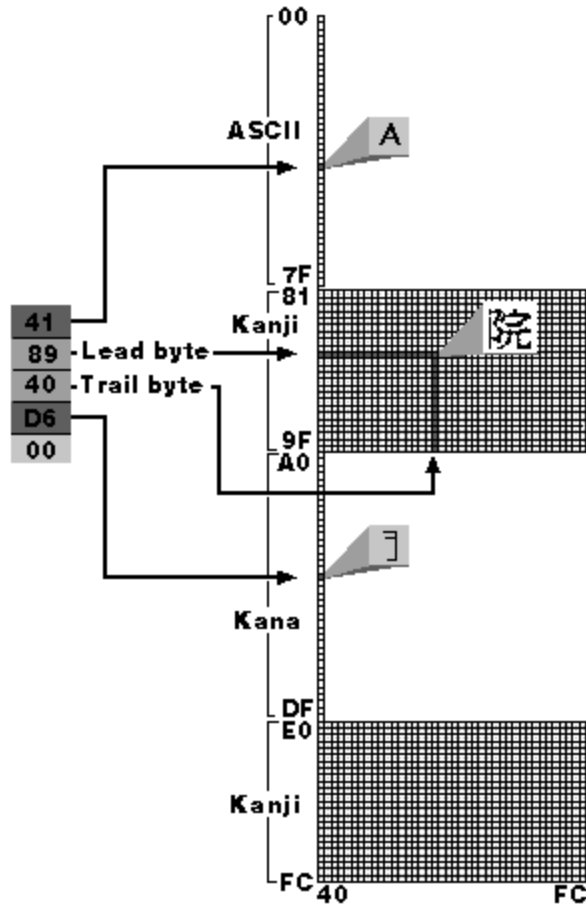 00
ASCII
A
7F
81
41
Kanji
院
89
Lead byte
40
Trail byte
D6
9F
00
A0
ﾖ
Kana
DF
E0
Kanji
FC
40 FC